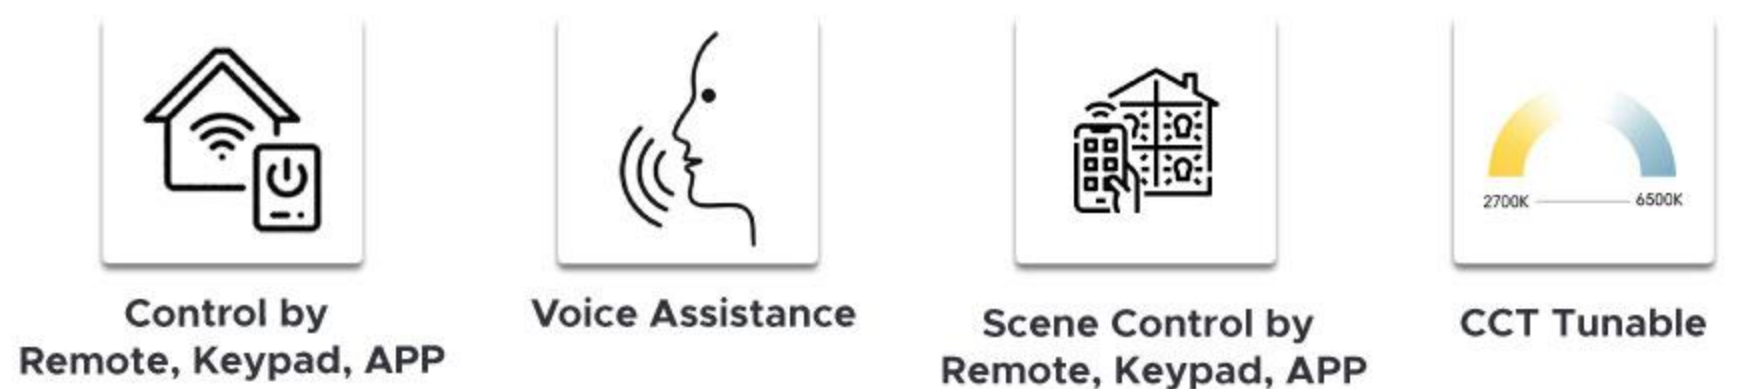 Control by
Remote, Keypad, APP
Voice Assistance
Scene Control by
Remote, Keypad, APP
2700K
6500K
CCT Tunable